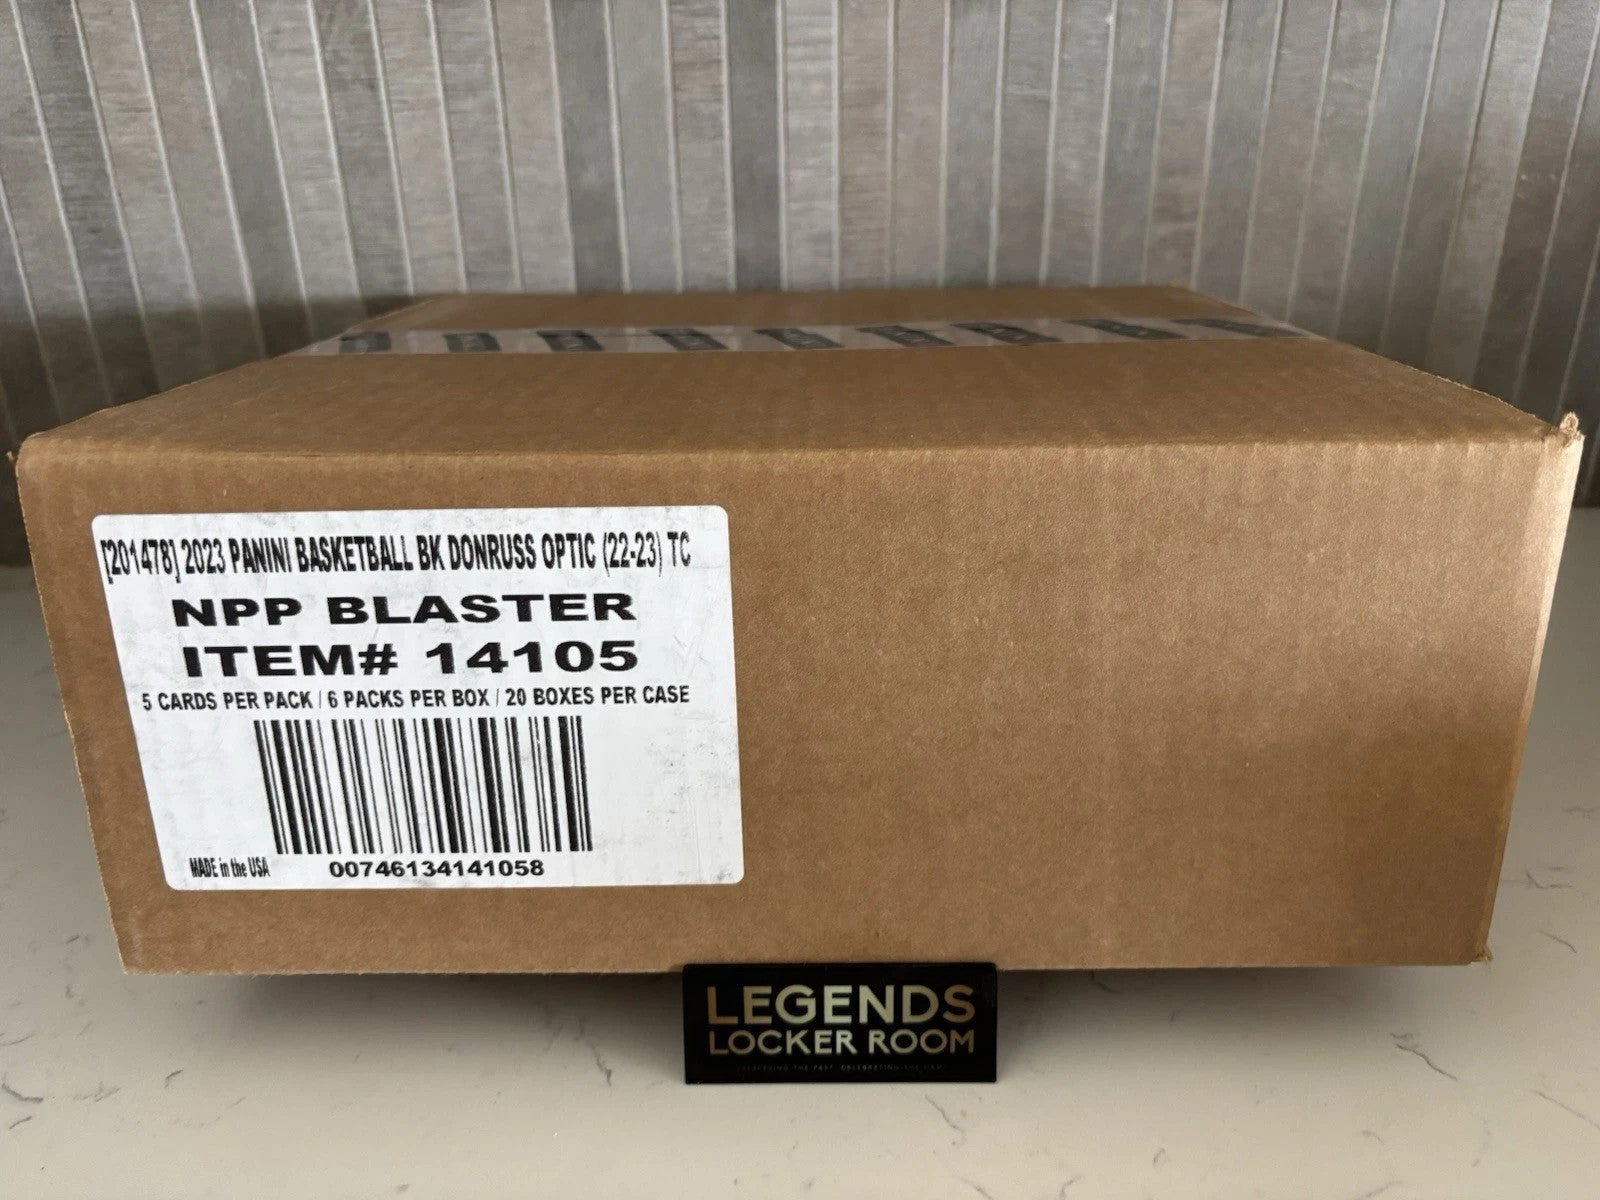 [201478] 2023 PANINI BASKETBALL BK DONRUSS OPTIC (22-23) TC
NPP BLASTER
ITEM# 14105
5 CARDS PER PACK / 6 PACKS PER BOX / 20 BOXES PER CASE
MADE in the USA
00746134141058
LEGENDS
LOCKER ROOM